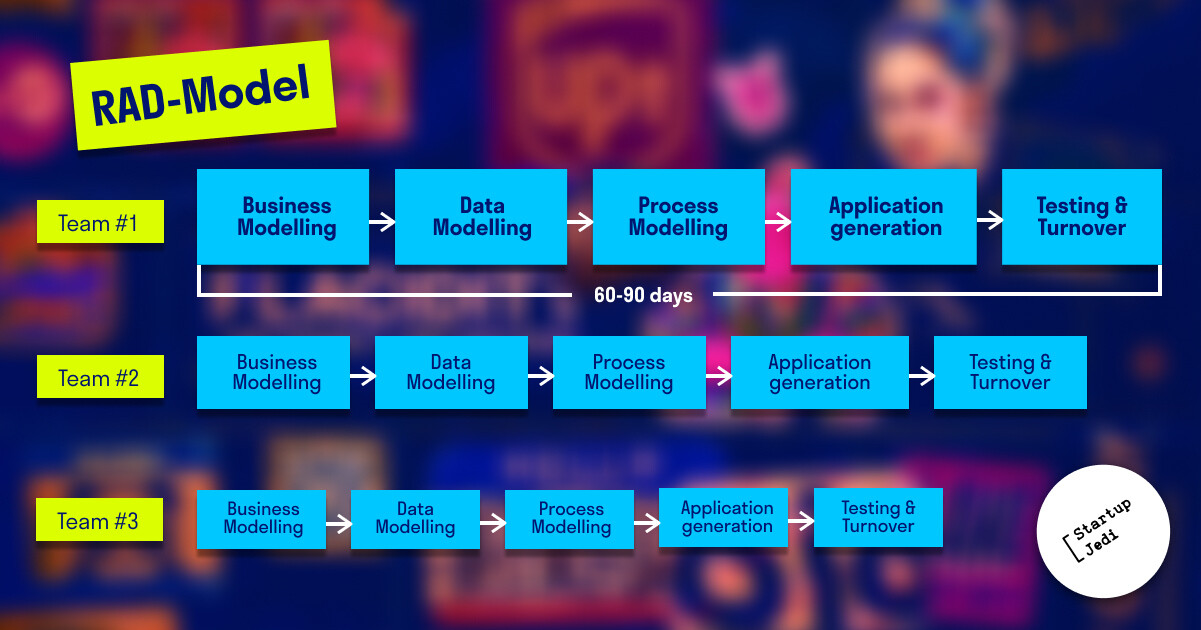 RAD-Model
Team #1
Business
Modelling
Data
Modelling
Process
Modelling
Application
generation
Testing &
Turnover
60-90 days
Team #2
Business
Modelling
Data
Modelling
Process
Modelling
Application
generation
Testing &
Turnover
Team #3
Business
Modelling
Data
Modelling
Process
Modelling
Application
generation
Testing &
Turnover
Startup
Jedi